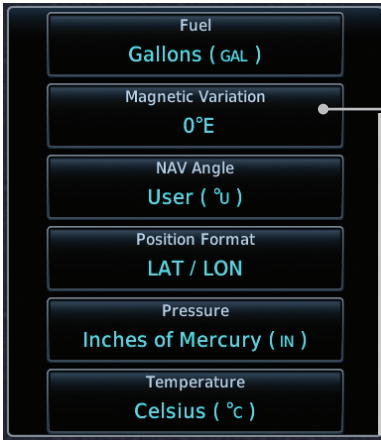 Fuel
Gallons ( GAL )
Magnetic Variation
0°E
NAV Angle
User ( °U )
Position Format
LAT / LON
Pressure
Inches of Mercury ( IN )
Temperature
Celsius ( °C )